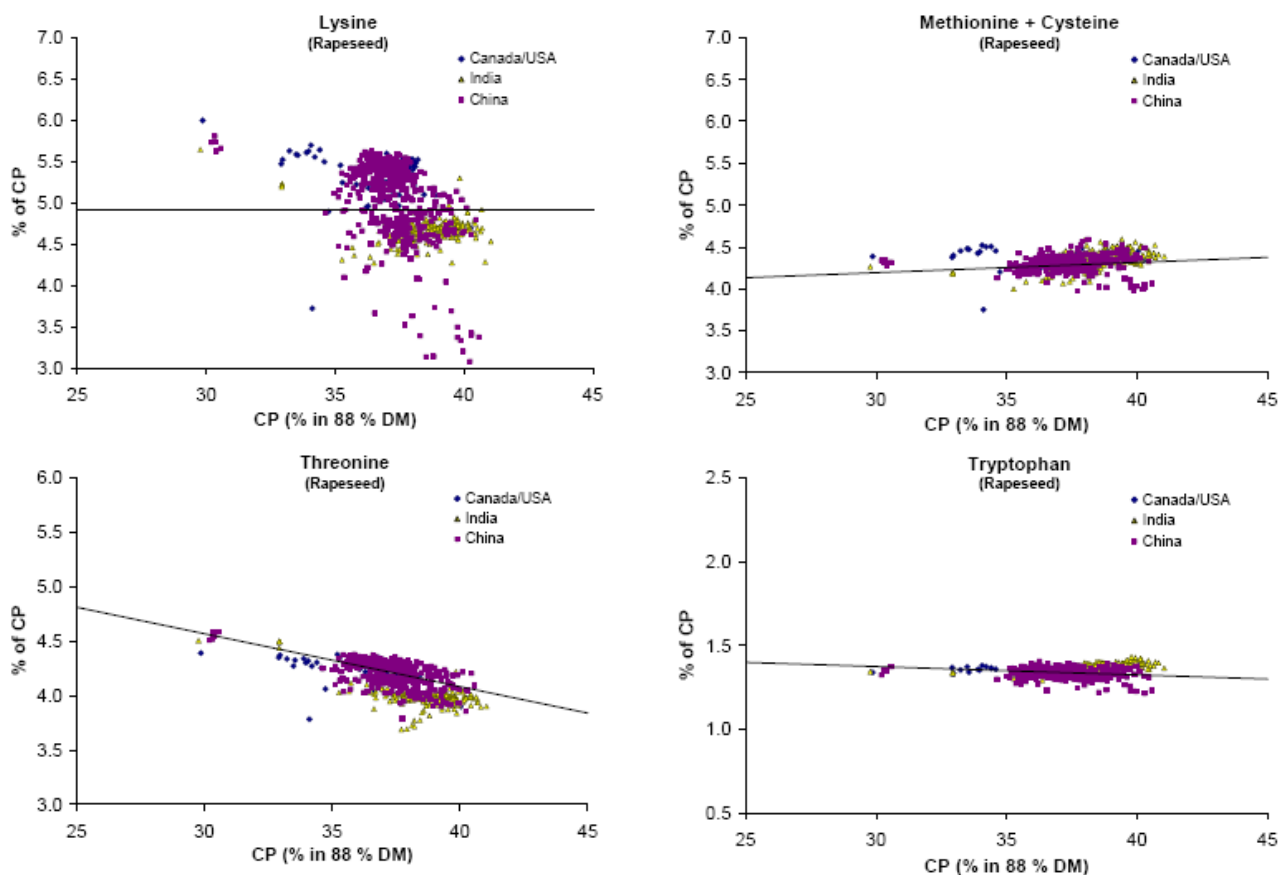 Lysine
(Rapeseed)
Canada/USA
India
China
7.0
6.5
6.0
5.5
5.0
4.5
4.0
3.5
3.0
% of CP
25 30 35 40 45
CP (% in 88 % DM)
Methionine + Cysteine
(Rapeseed)
Canada/USA
India
China
7.0
6.5
6.0
5.5
5.0
4.5
4.0
3.5
3.0
% of CP
25 30 35 40 45
CP (% in 88 % DM)
Threonine
(Rapeseed)
Canada/USA
India
China
6.0
5.5
5.0
4.5
4.0
3.5
3.0
% of CP
25 30 35 40 45
CP (% in 88 % DM)
Tryptophan
(Rapeseed)
Canada/USA
India
China
2.5
2.0
1.5
1.0
0.5
% of CP
25 30 35 40 45
CP (% in 88 % DM)